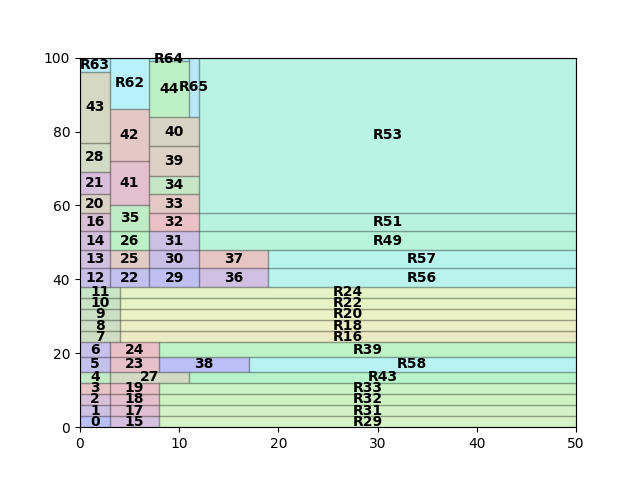 100
R63 R64
R62
44 R65
43
42 40 R53
80
28 39
21 41 34
60
20 35 33
16 32 R51
14 26 31 R49
13 25 30 37 R57
12 22 29 36 R56
40
11 R24
10 R22
9 R20
8 R18
7 R16
6 24 R39
20
5 23 38 R58
4 27 R43
3 19 R33
2 18 R32
1 17 R31
0 15 R29
0
0 10 20 30 40 50